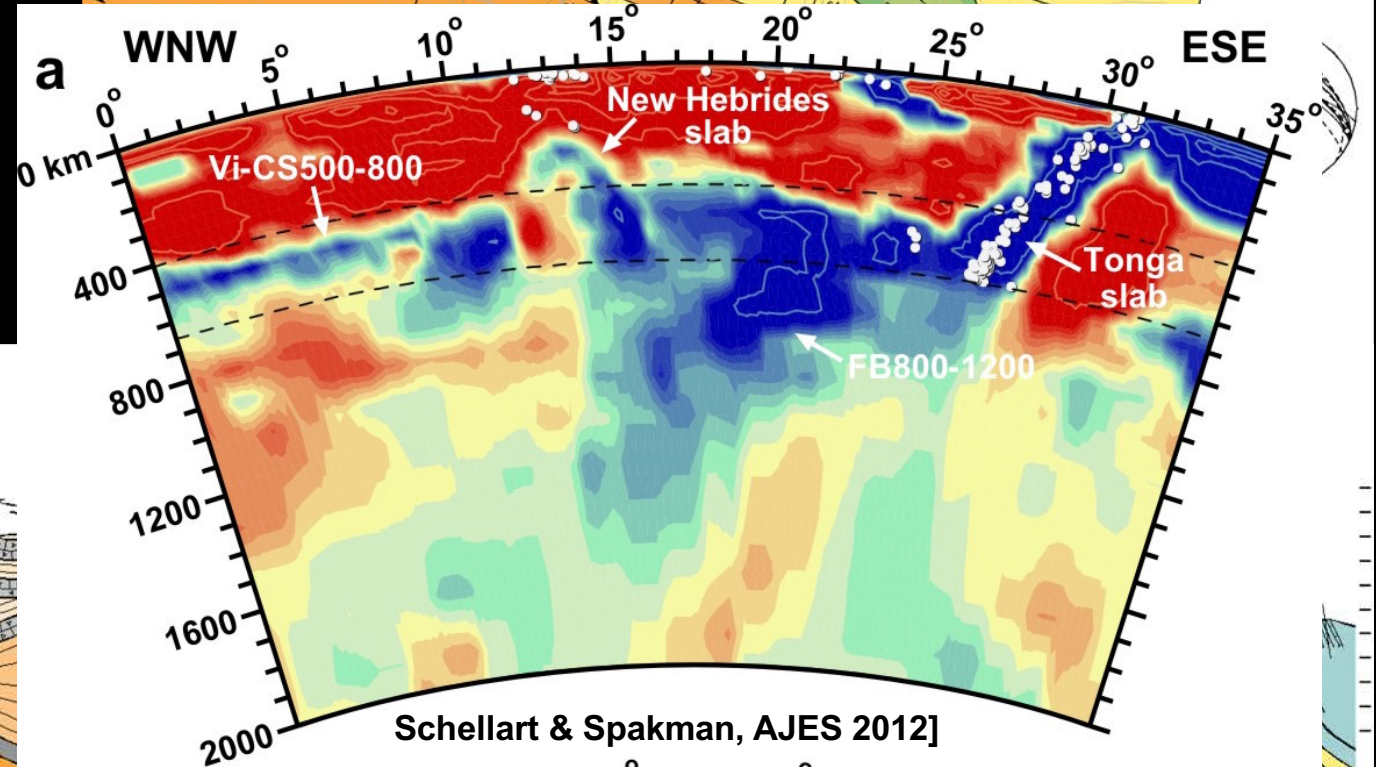 a
WNW
ESE
0°
5°
10°
15°
20°
25°
30°
35°
0 km
400
800
1200
1600
2000
New Hebrides
slab
Vi-CS500-800
Tonga
slab
FB800-1200
Schellart & Spakman, AJES 2012]